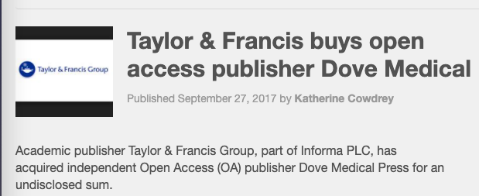 Taylor & Francis Group
Taylor & Francis buys open
access publisher Dove Medical
Published September 27, 2017 by Katherine Cowdrey
Academic publisher Taylor & Francis Group, part of Informa PLC, has
acquired independent Open Access (OA) publisher Dove Medical Press for an
undisclosed sum.